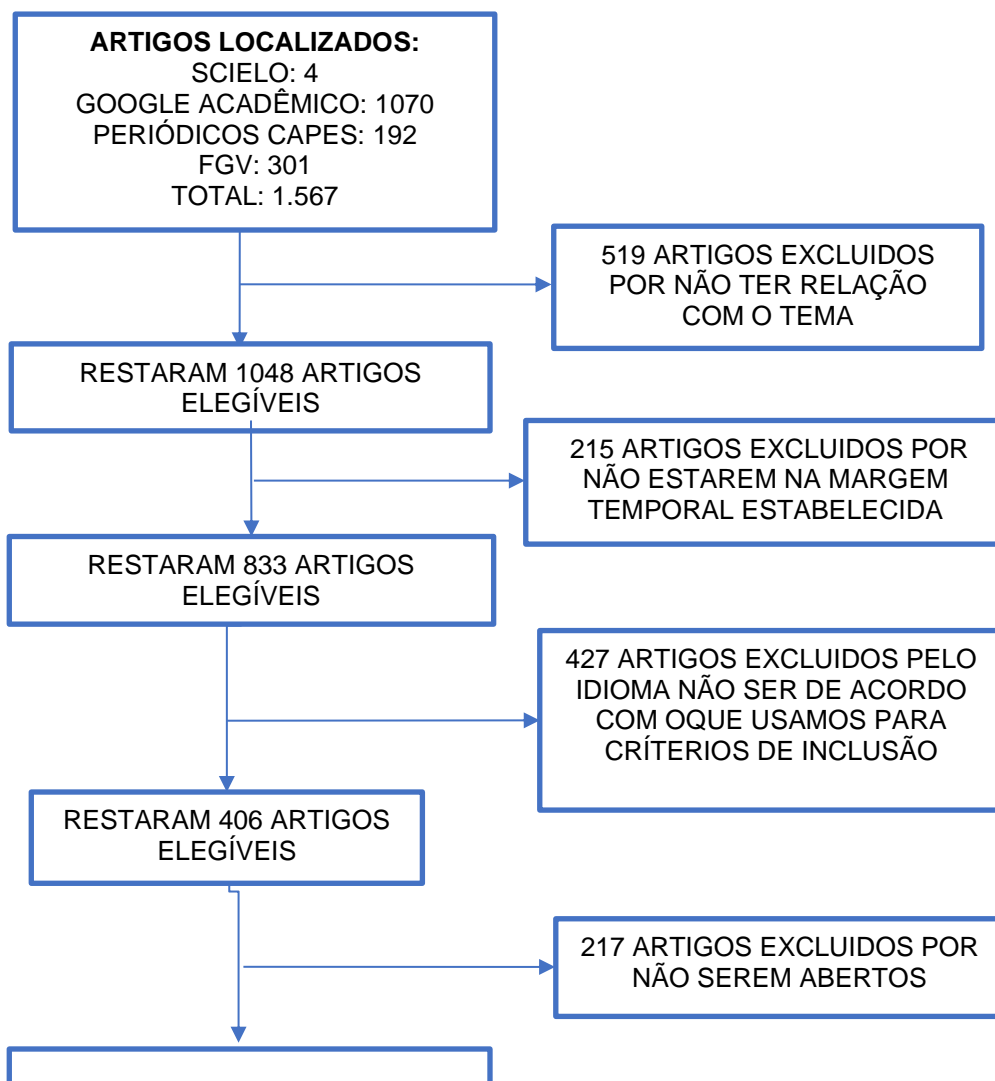 ARTIGOS LOCALIZADOS:
SCIELO: 4
GOOGLE ACADÊMICO: 1070
PERIÓDICOS CAPES: 192
FGV: 301
TOTAL: 1.567
519 ARTIGOS EXCLUIDOS
POR NÃO TER RELAÇÃO
COM O TEMA
RESTARAM 1048 ARTIGOS
ELEGÍVEIS
215 ARTIGOS EXCLUIDOS POR
NÃO ESTAREM NA MARGEM
TEMPORAL ESTABELECIDA
RESTARAM 833 ARTIGOS
ELEGÍVEIS
427 ARTIGOS EXCLUIDOS PELO
IDIOMA NÃO SER DE ACORDO
COM OQUE USAMOS PARA
CRÍTERIOS DE INCLUSÃO
RESTARAM 406 ARTIGOS
ELEGÍVEIS
217 ARTIGOS EXCLUIDOS POR
NÃO SEREM ABERTOS